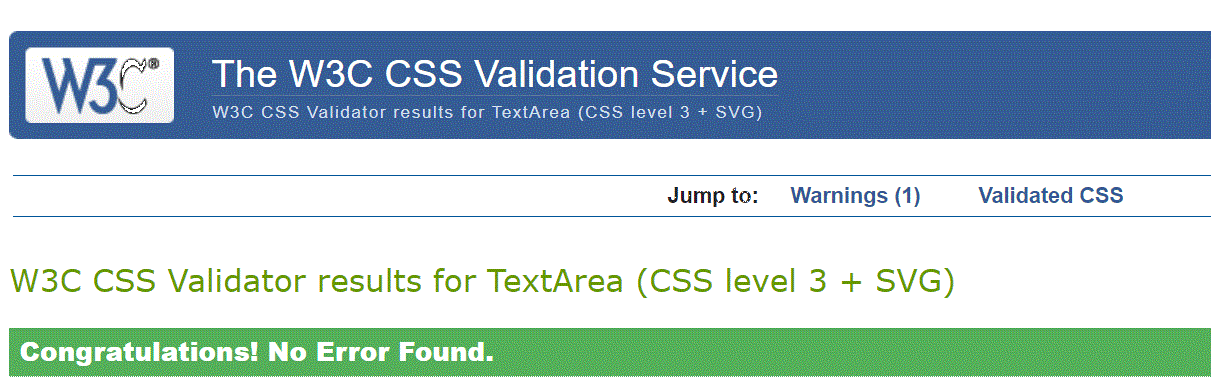 W3C®
The W3C CSS Validation Service
W3C CSS Validator results for TextArea (CSS level 3 + SVG)
Jump to: Warnings (1) Validated CSS
W3C CSS Validator results for TextArea (CSS level 3 + SVG)
Congratulations! No Error Found.